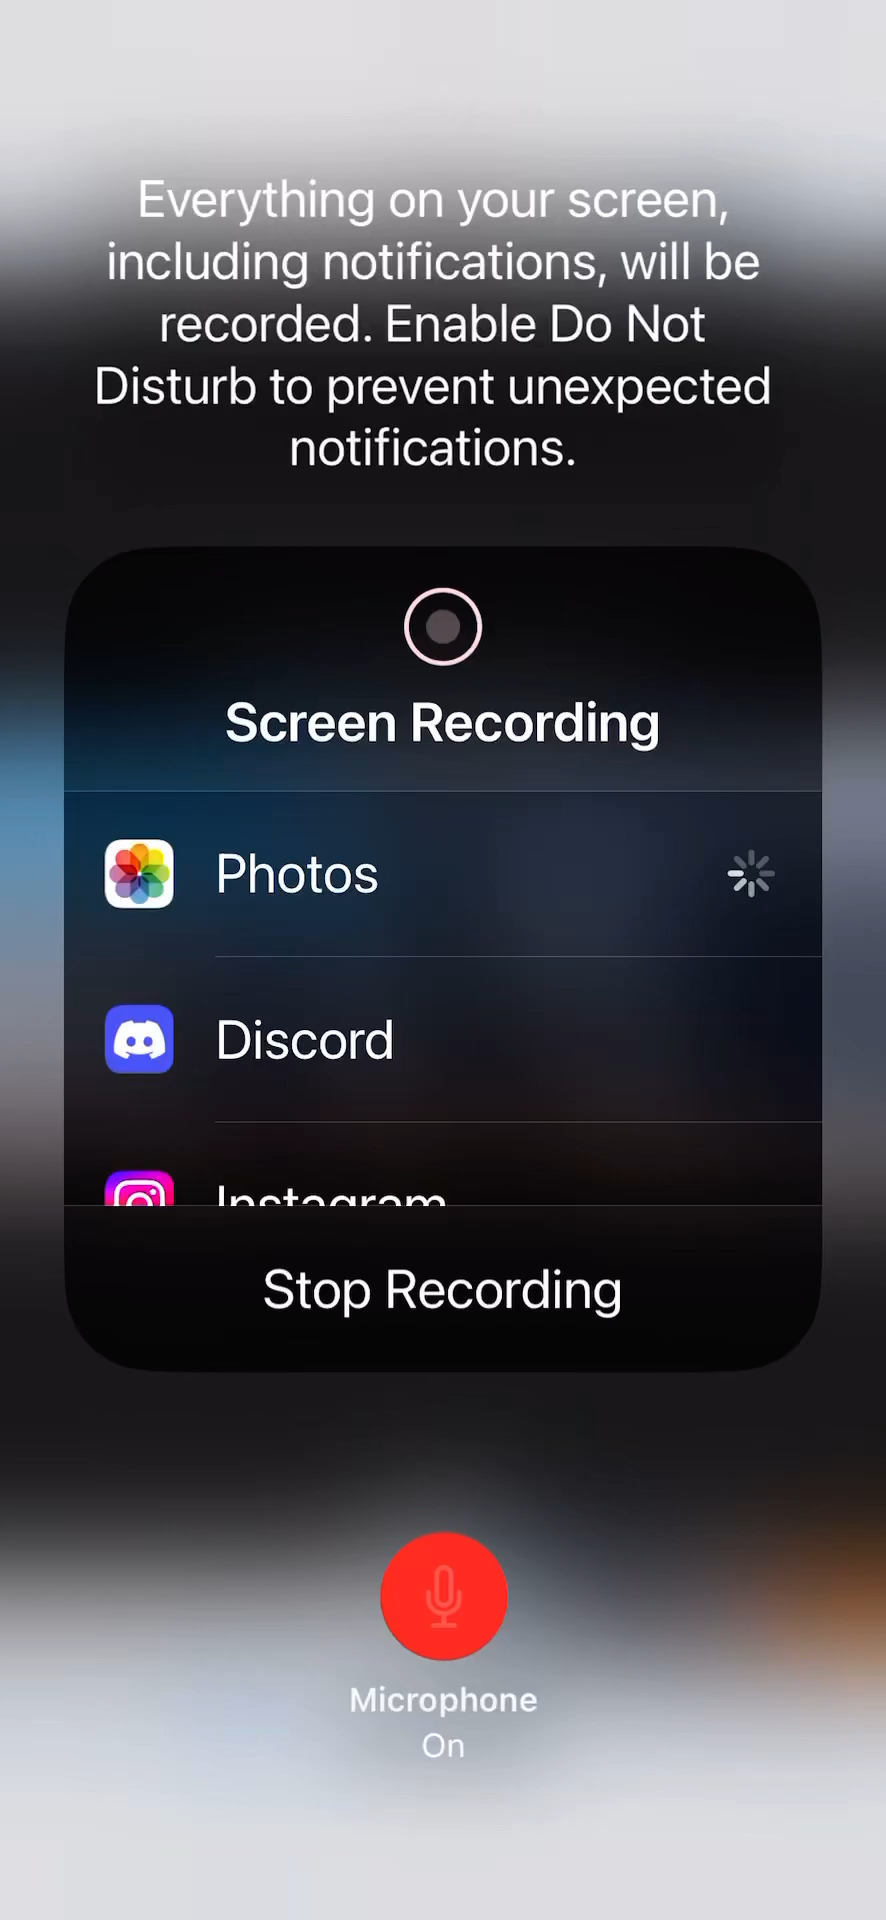 Everything on your screen,
including notifications, will be
recorded. Enable Do Not
Disturb to prevent unexpected
notifications.
Screen Recording
Photos
Discord
Instagram
Stop Recording
Microphone
On